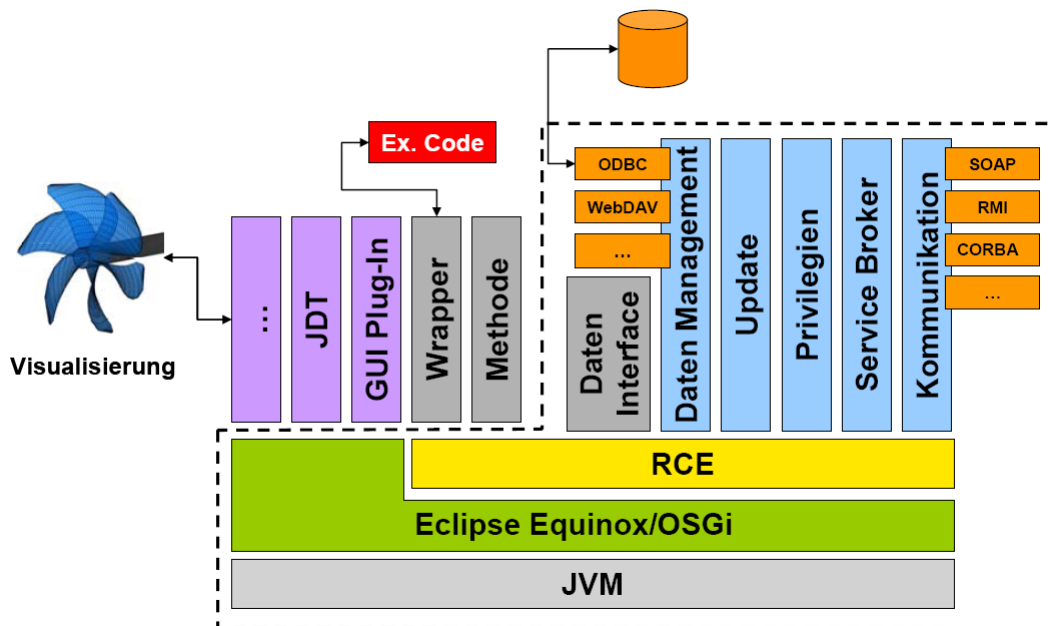 Ex. Code
ODBC
WebDAV
...
SOAP
RMI
CORBA
...
Visualisierung
...
JDT
GUI Plug-In
Wrapper
Methode
Daten
Interface
Daten Management
Update
Privilegien
Service Broker
Kommunikation
RCE
Eclipse Equinox/OSGi
JVM